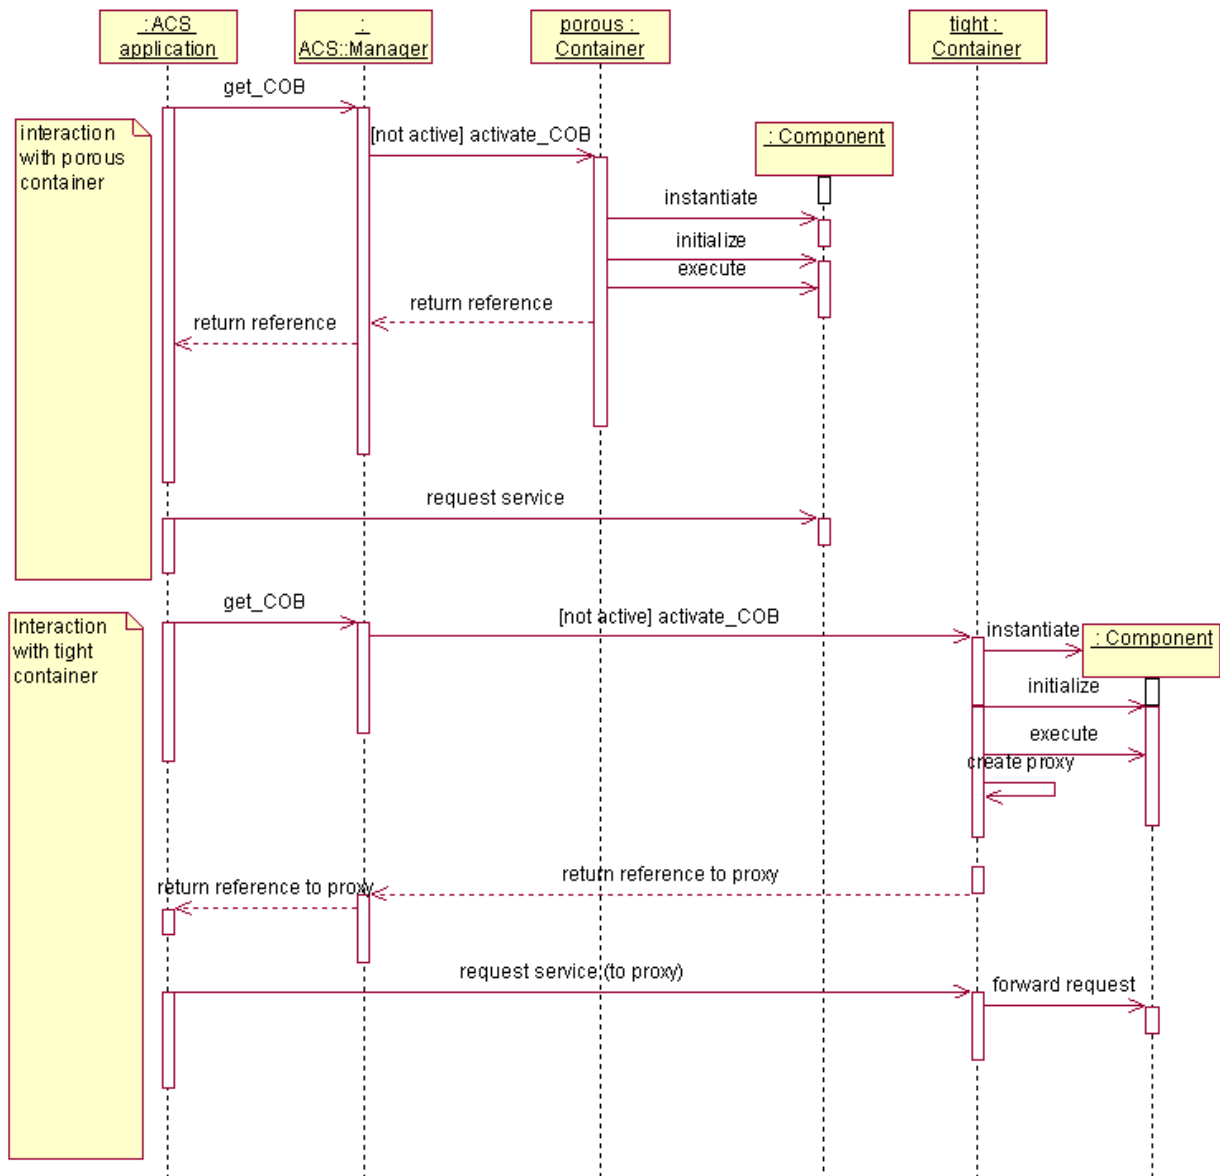 : ACS
application
:
ACS::Manager
porous :
Container
tight :
Container
get_COB
interaction
with porous
container
[not active] activate_COB
: Component
instantiate
initialize
execute
return reference
return reference
request service
get_COB
Interaction
with tight
container
[not active] activate_COB
instantiate
: Component
initialize
execute
create proxy
return reference to proxy
return reference to proxy
request service (to proxy)
forward request